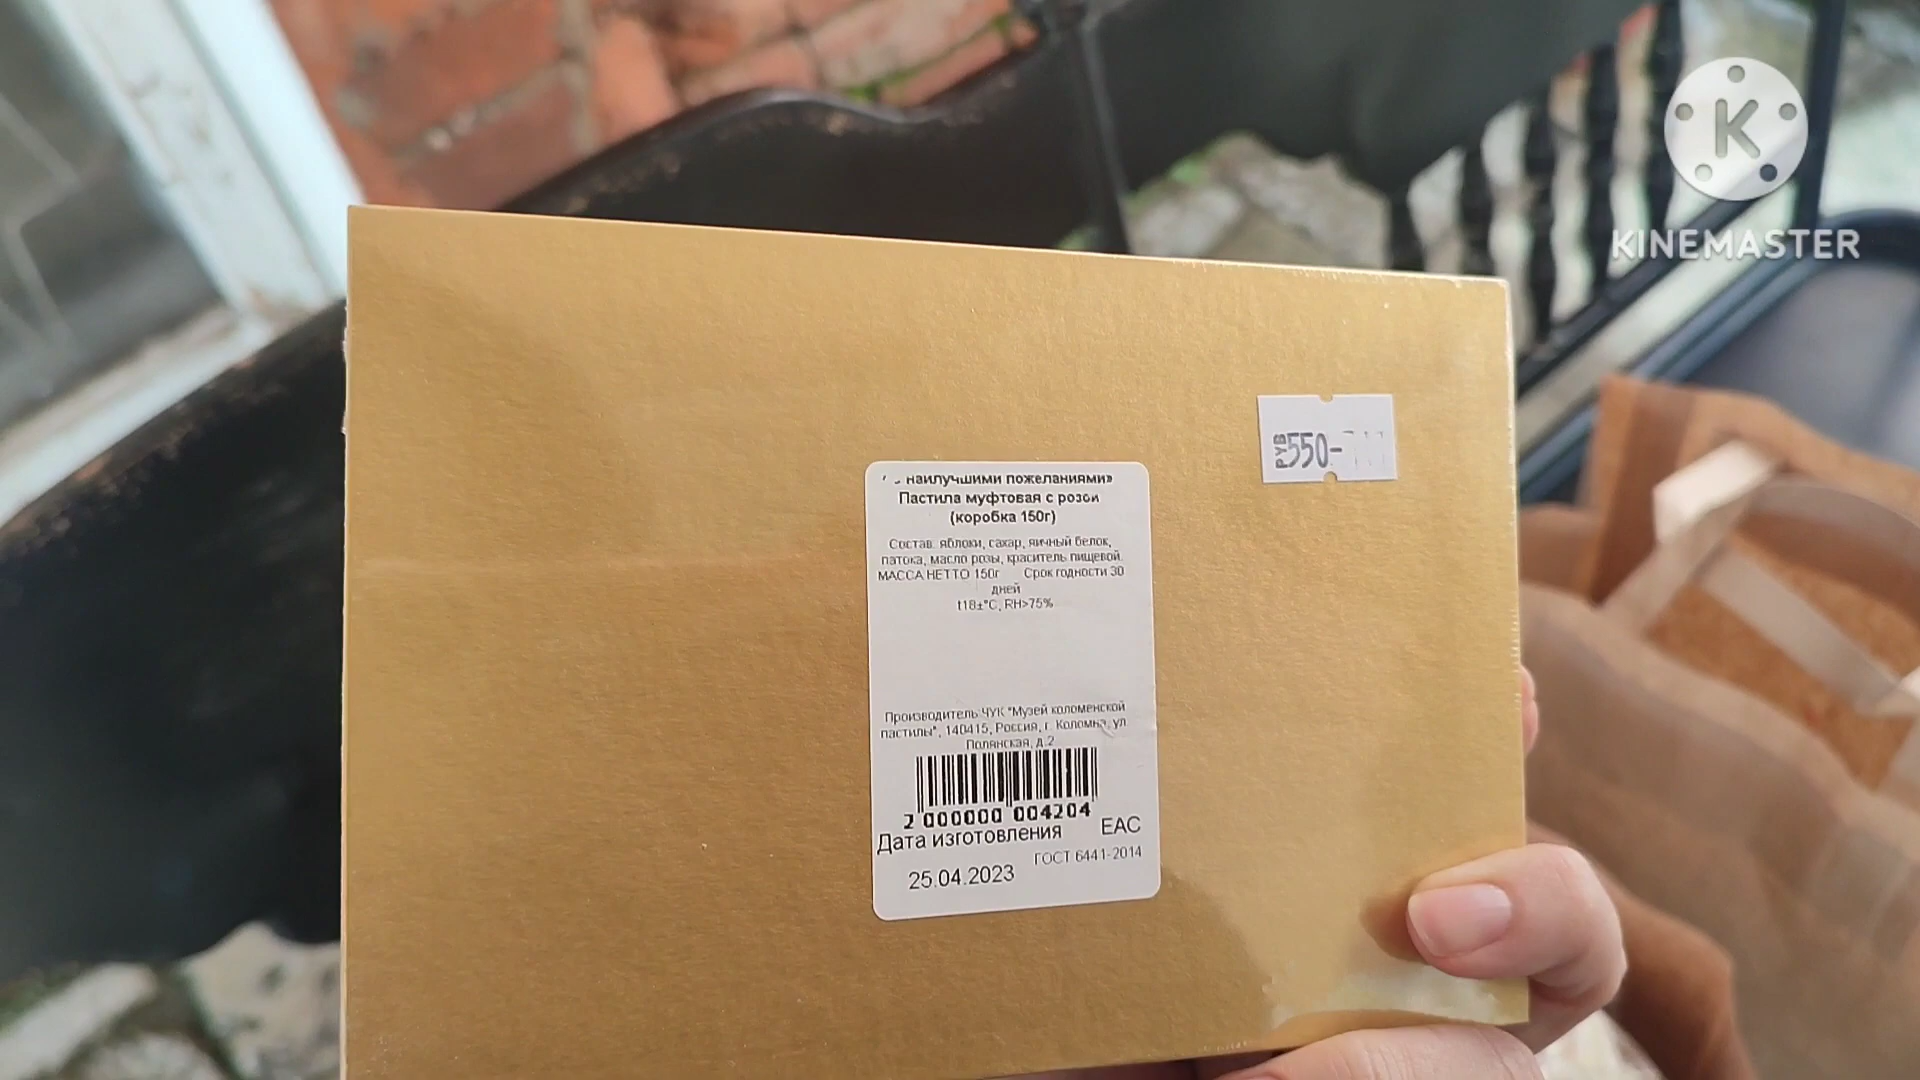 KINEMASTER
РУБ 550-
наилучшими пожеланиями»
Пастила муфтовая с розой
(коробка 150г)
Состав: яблоки, сахар, яичный белок,
патока, масло розы, краситель пищевой.
МАССА НЕТТО 150г Срок годности 30
дней
t18±°C, RH>75%
Производитель ЧУК "Музей коломенской
пастилы", 140415, Россия, г. Коломна, ул.
Полянская, д.2
2 000000 004204
Дата изготовления EAC
ГОСТ 6441-2014
25.04.2023